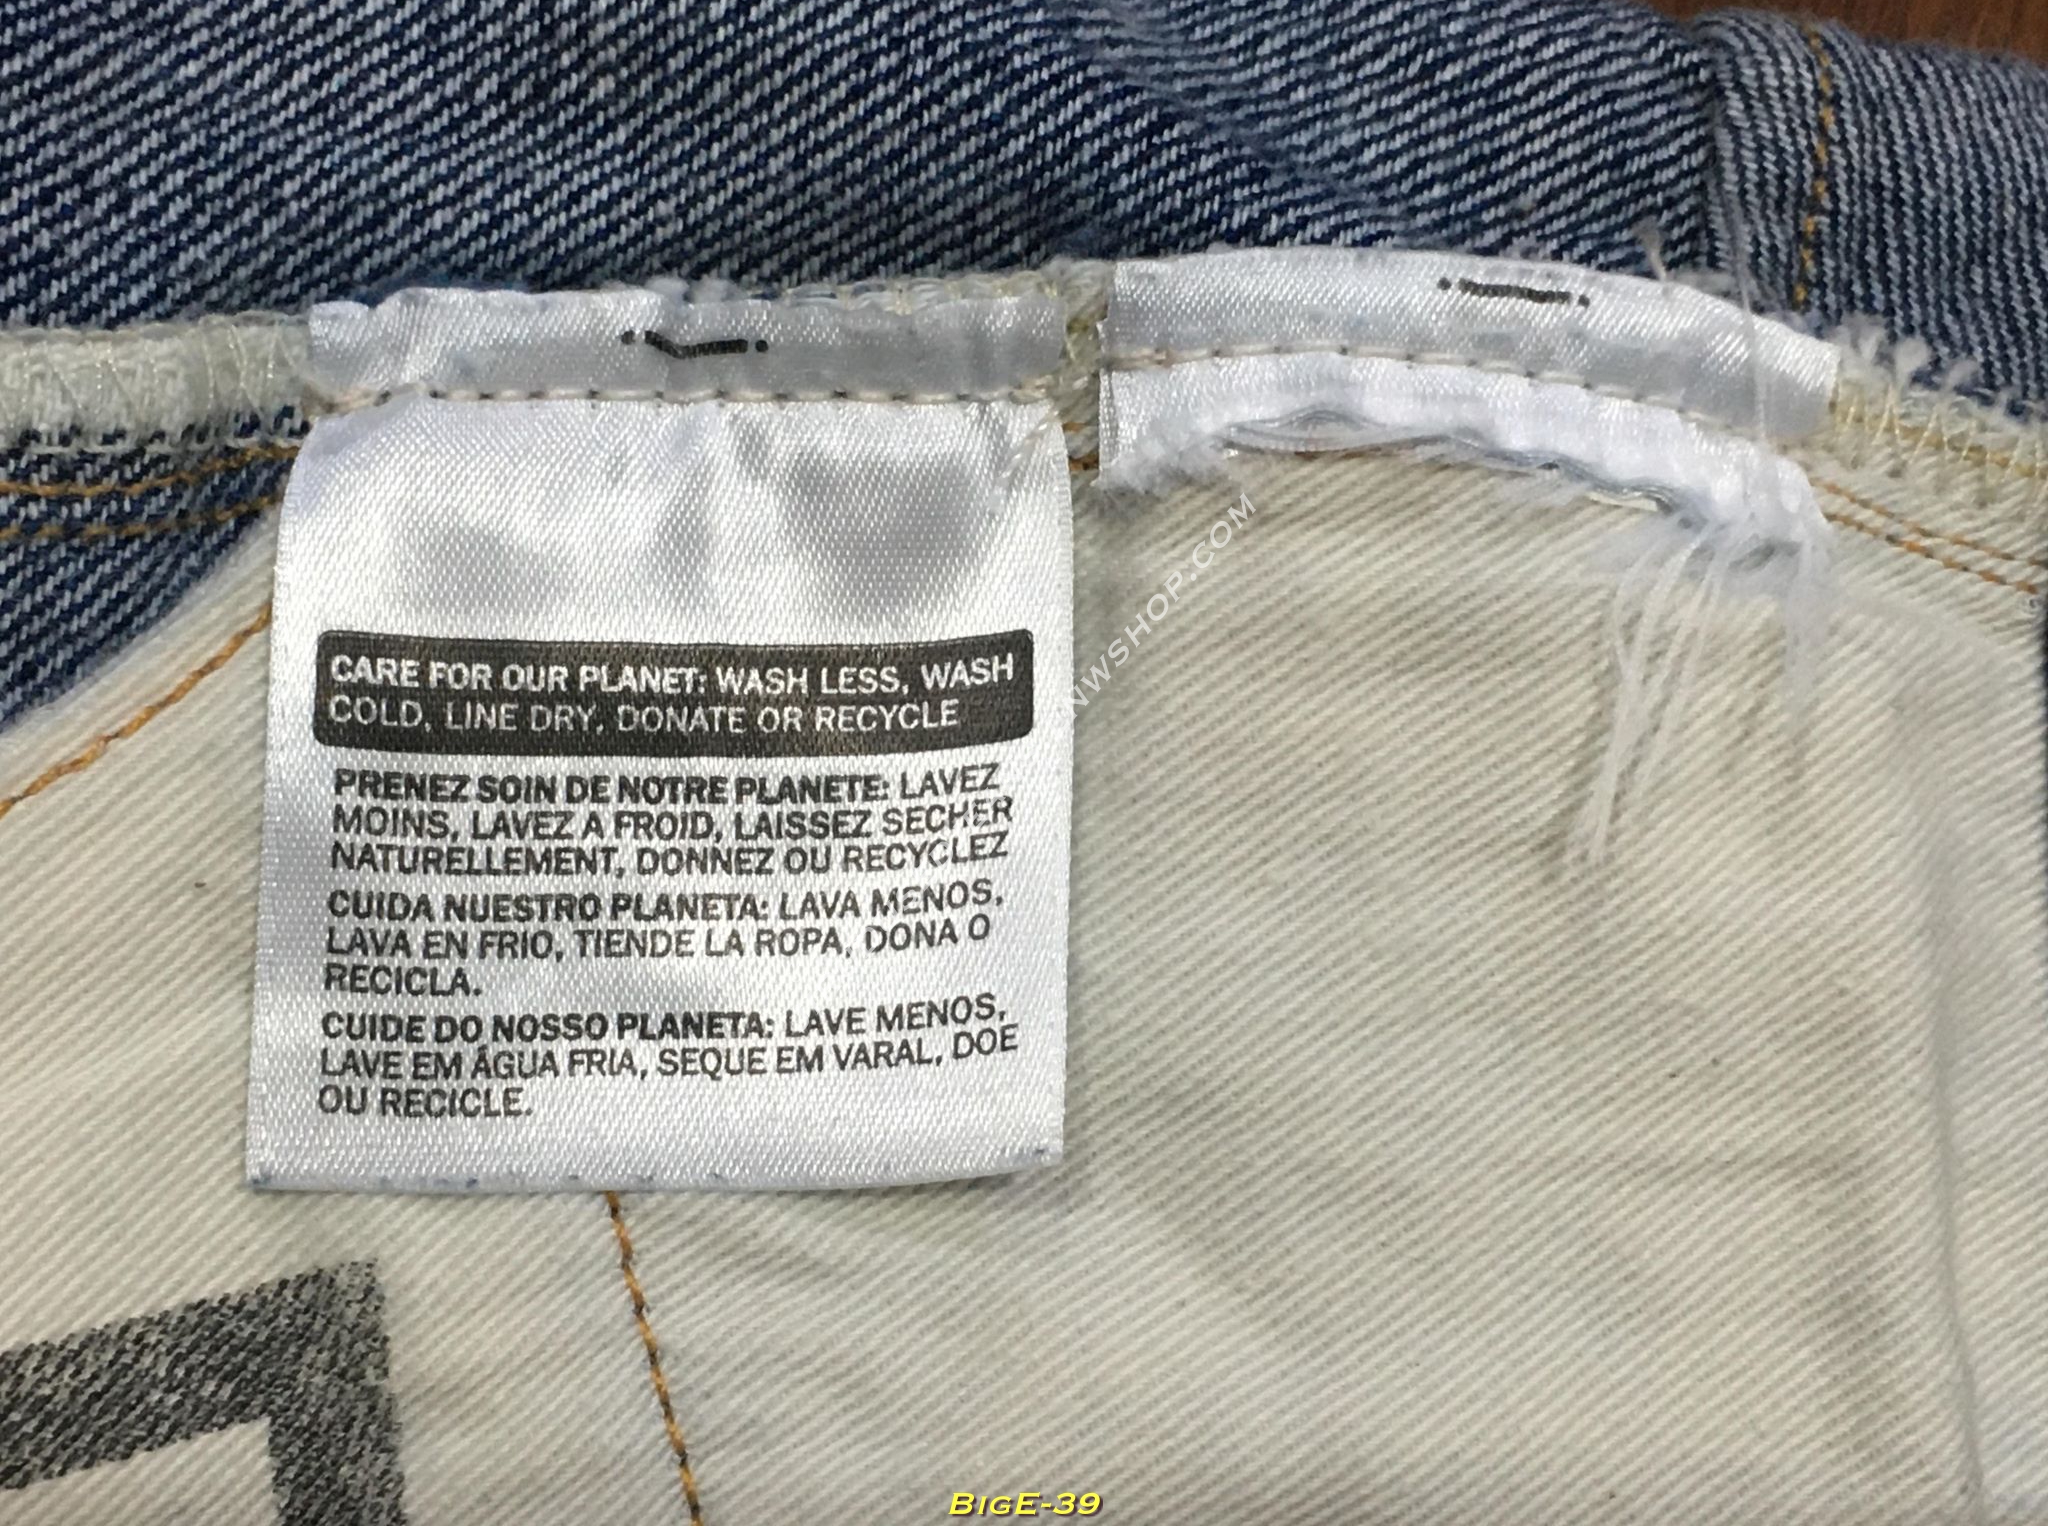 CARE FOR OUR PLANET: WASH LESS, WASH
COLD, LINE DRY, DONATE OR RECYCLE
PRENEZ SOIN DE NOTRE PLANETE: LAVEZ
MOINS, LAVEZ A FROID, LAISSEZ SECHER
NATURELLEMENT, DONNEZ OU RECYCLEZ
CUIDA NUESTRO PLANETA: LAVA MENOS,
LAVA EN FRIO, TIENDE LA ROPA, DONA O
RECICLA.
CUIDE DO NOSSO PLANETA: LAVE MENOS,
LAVE EM ÁGUA FRIA, SEQUE EM VARAL, DOE
OU RECICLE.
NWSHOP.COM
BIGE-39